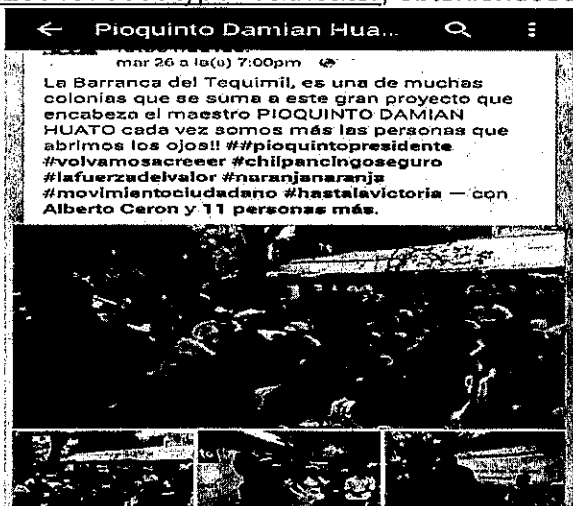 Pioquinto Damian Hua...
mar 26 a la(s) 7:00pm
La Barranca del Tequimil, es una de muchas
colonias que se suma a este gran proyecto que
encabeza el maestro PIOQUINTO DAMIAN
HUATO cada vez somos más las personas que
abrimos los ojos!! ##pioquintopresidente
#volvamosacreeer #chilpancingoseguro
#lafuerzadelvalor #naranjanaranja
#movimientociudadano #hastalavictoria — con
Alberto Ceron y 11 personas más.